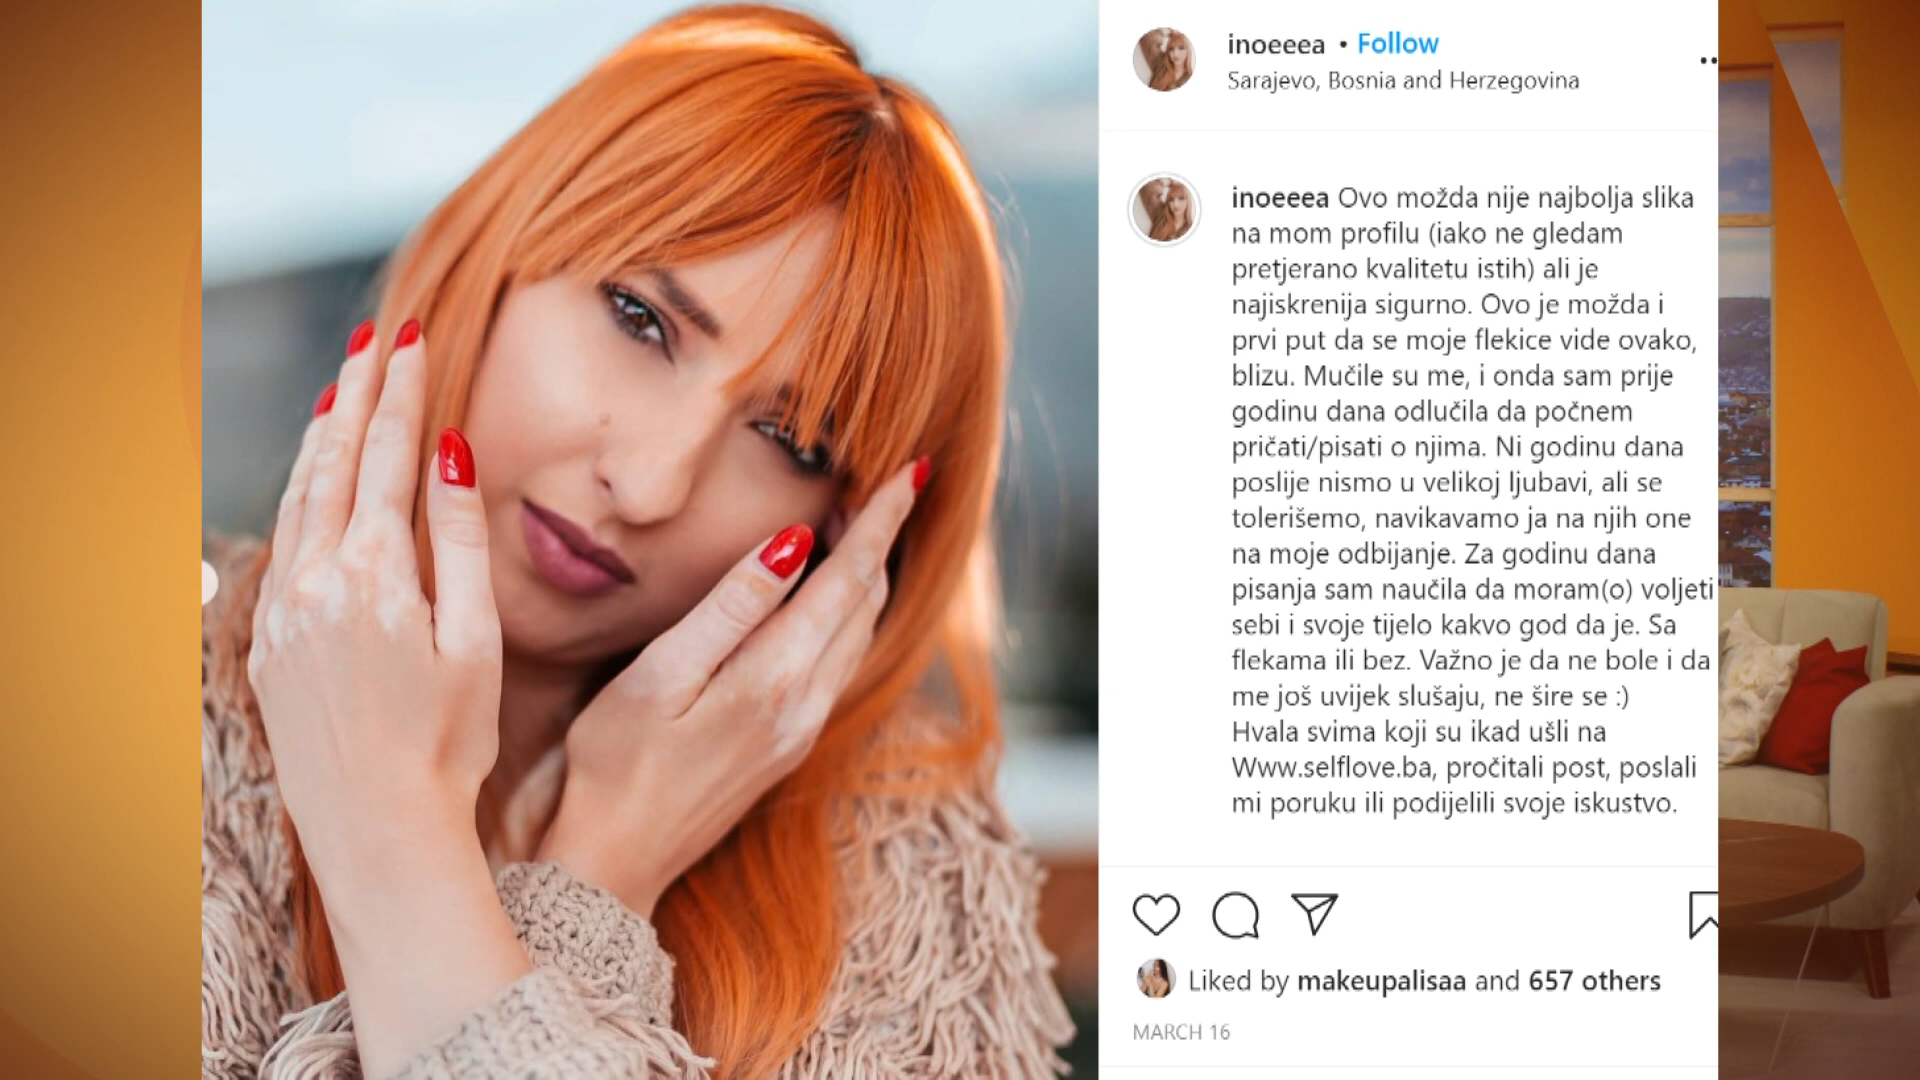 inoeeea • Follow
Sarajevo, Bosnia and Herzegovina
inoeeea Ovo možda nije najbolja slika
na mom profilu (iako ne gledam
pretjerano kvalitetu istih) ali je
najiskrenija sigurno. Ovo je možda i
prvi put da se moje flekice vide ovako,
blizu. Mučile su me, i onda sam prije
godinu dana odlučila da počnem
pričati/pisati o njima. Ni godinu dana
poslije nismo u velikoj ljubavi, ali se
tolerišemo, navikavamo ja na njih one
na moje odbijanje. Za godinu dana
pisanja sam naučila da moram(o) voljeti
sebi i svoje tijelo kakvo god da je. Sa
flekama ili bez. Važno je da ne bole i da
me još uvijek slušaju, ne šire se :)
Hvala svima koji su ikad ušli na
Www.selflove.ba, pročitali post, poslali
mi poruku ili podijelili svoje iskustvo.
Liked by makeupalisaa and 657 others
MARCH 16